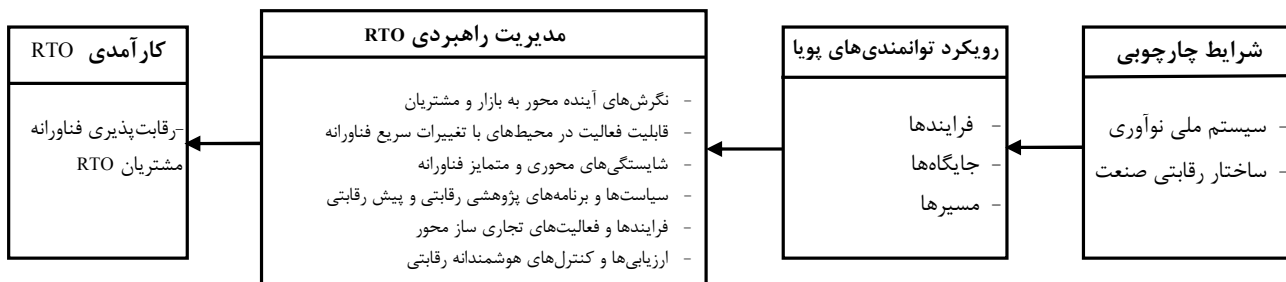 شرایط چارچوبی
- سیستم ملی نوآوری
- ساختار رقابتی صنعت
رویکرد توانمندی‌های پویا
- فرایندها
- جایگاه‌ها
- مسیرها
مدیریت راهبردی RTO
- نگرش‌های آینده محور به بازار و مشتریان
- قابلیت فعالیت در محیط‌های با تغییرات سریع فناورانه
- شایستگی‌های محوری و متمایز فناورانه
- سیاست‌ها و برنامه‌های پژوهشی رقابتی و پیش رقابتی
- فرایندها و فعالیت‌های تجاری ساز محور
- ارزیابی‌ها و کنترل‌های هوشمندانه رقابتی
کارآمدی RTO
-رقابت‌پذیری فناورانه
مشتریان RTO